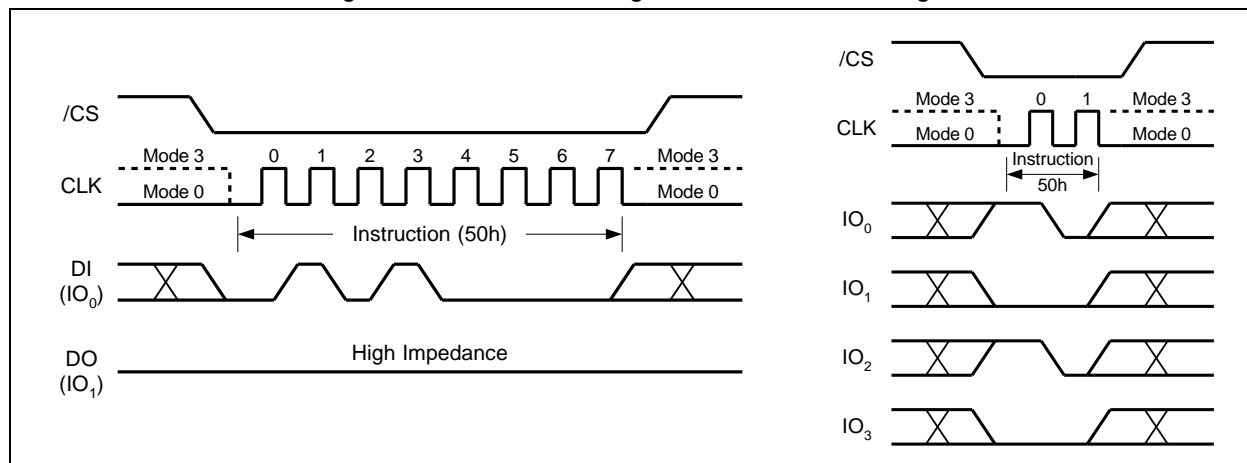 /CS
Mode 3 0 1 2 3 4 5 6 7 Mode 3
CLK
Mode 0 Mode 0
Instruction (50h)
DI
(IO0)
High Impedance
DO
(IO1)
/CS
Mode 3 0 1 Mode 3
CLK
Mode 0 Mode 0
Instruction
50h
IO0
IO1
IO2
IO3